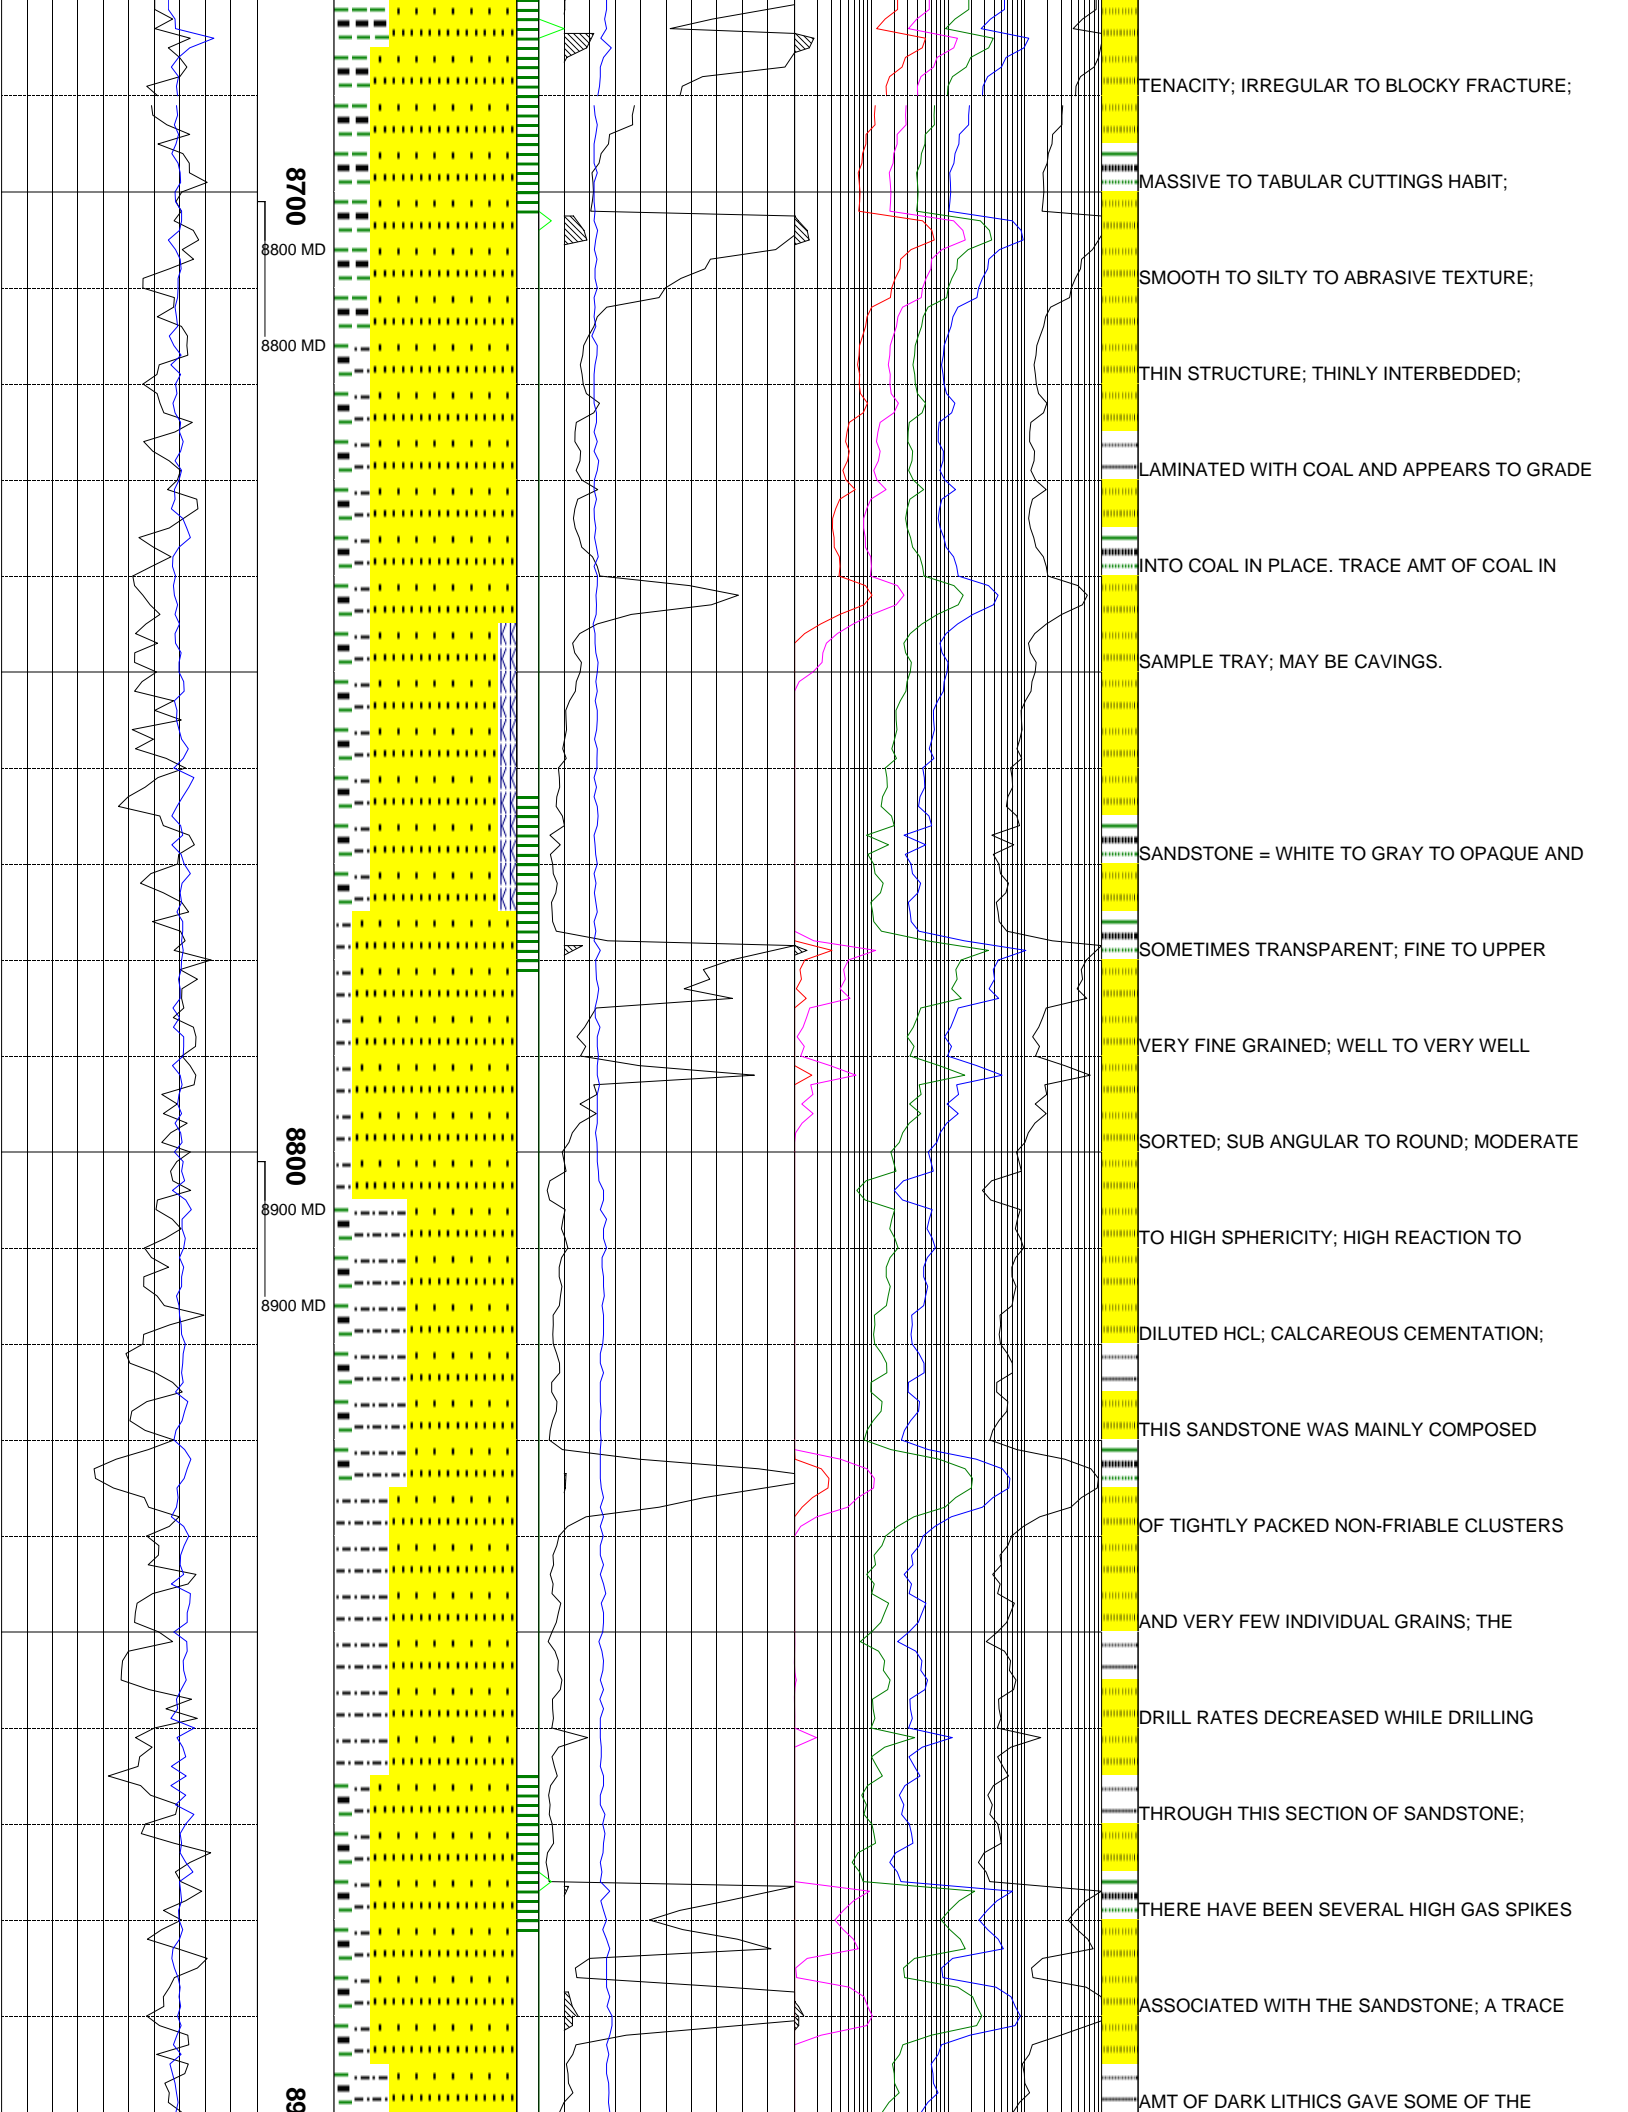 TENACITY; IRREGULAR TO BLOCKY FRACTURE;
MASSIVE TO TABULAR CUTTINGS HABIT;
8700
8800 MD
SMOOTH TO SILTY TO ABRASIVE TEXTURE;
8800 MD
THIN STRUCTURE; THINLY INTERBEDDED;
LAMINATED WITH COAL AND APPEARS TO GRADE
INTO COAL IN PLACE. TRACE AMT OF COAL IN
SAMPLE TRAY; MAY BE CAVINGS.
SANDSTONE = WHITE TO GRAY TO OPAQUE AND
SOMETIMES TRANSPARENT; FINE TO UPPER
VERY FINE GRAINED; WELL TO VERY WELL
SORTED; SUB ANGULAR TO ROUND; MODERATE
8800
8900 MD
TO HIGH SPHERICITY; HIGH REACTION TO
8900 MD
DILUTED HCL; CALCAREOUS CEMENTATION;
THIS SANDSTONE WAS MAINLY COMPOSED
OF TIGHTLY PACKED NON-FRIABLE CLUSTERS
AND VERY FEW INDIVIDUAL GRAINS; THE
DRILL RATES DECREASED WHILE DRILLING
THROUGH THIS SECTION OF SANDSTONE;
THERE HAVE BEEN SEVERAL HIGH GAS SPIKES
ASSOCIATED WITH THE SANDSTONE; A TRACE
89
AMT OF DARK LITHICS GAVE SOME OF THE